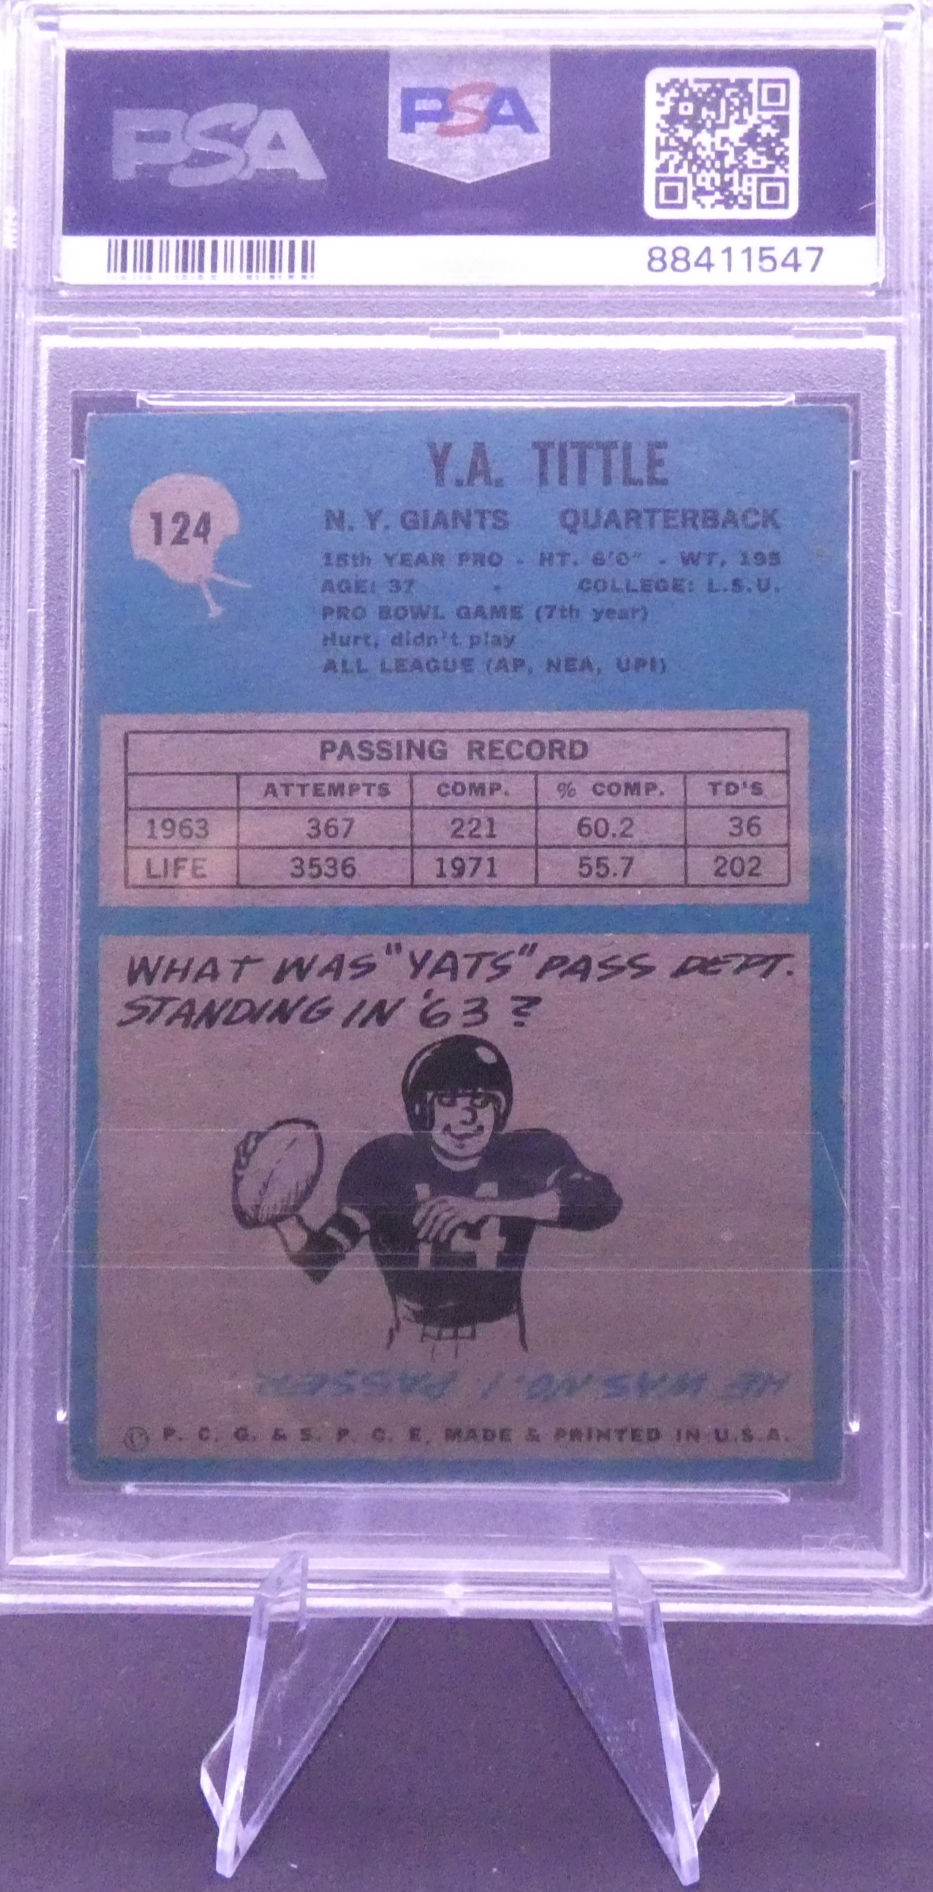 PSA
PSA
88411547
Y.A. TITTLE
124
N. Y. GIANTS QUARTERBACK
15th YEAR PRO - HT. 6'0" - WT. 195
AGE: 37 - COLLEGE: L.S.U.
PRO BOWL GAME (7th year)
Hurt, didn't play
ALL LEAGUE (AP, NEA, UPI)
PASSING RECORD
ATTEMPTS COMP. % COMP. TD'S
1963 367 221 60.2 36
LIFE 3536 1971 55.7 202
WHAT WAS "YATS" PASS DEPT.
STANDING IN '63?
14
HE WAS NO. 1 PASSER
© P. C. G. & S. P. C. E. MADE & PRINTED IN U.S.A.
PSA